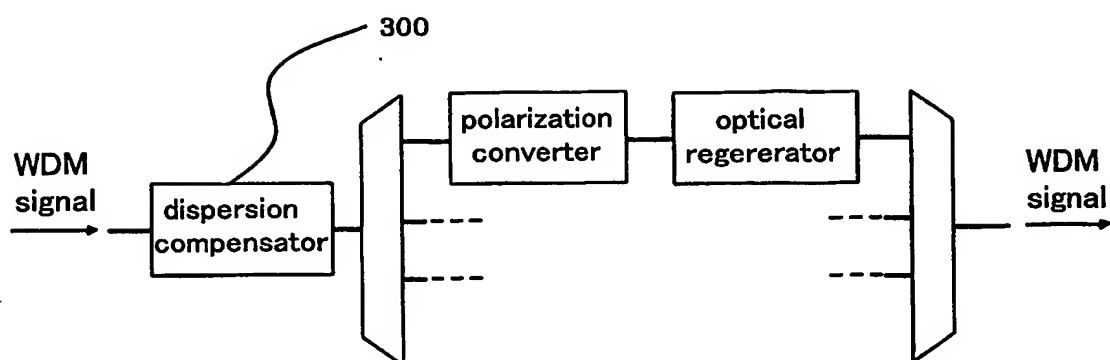 300
WDM
signal
dispersion
compensator
polarization
converter
optical
regererator
WDM
signal